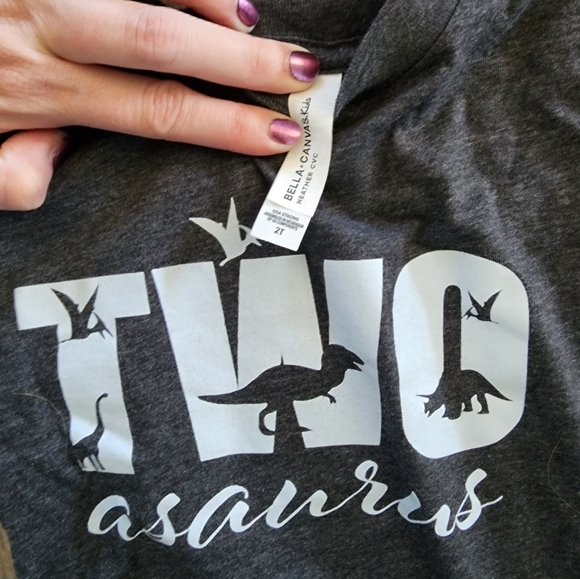 BELLA+CANVAS.Kids
HEATHER CVC
USA STRONG
2T
TWO
asaurus